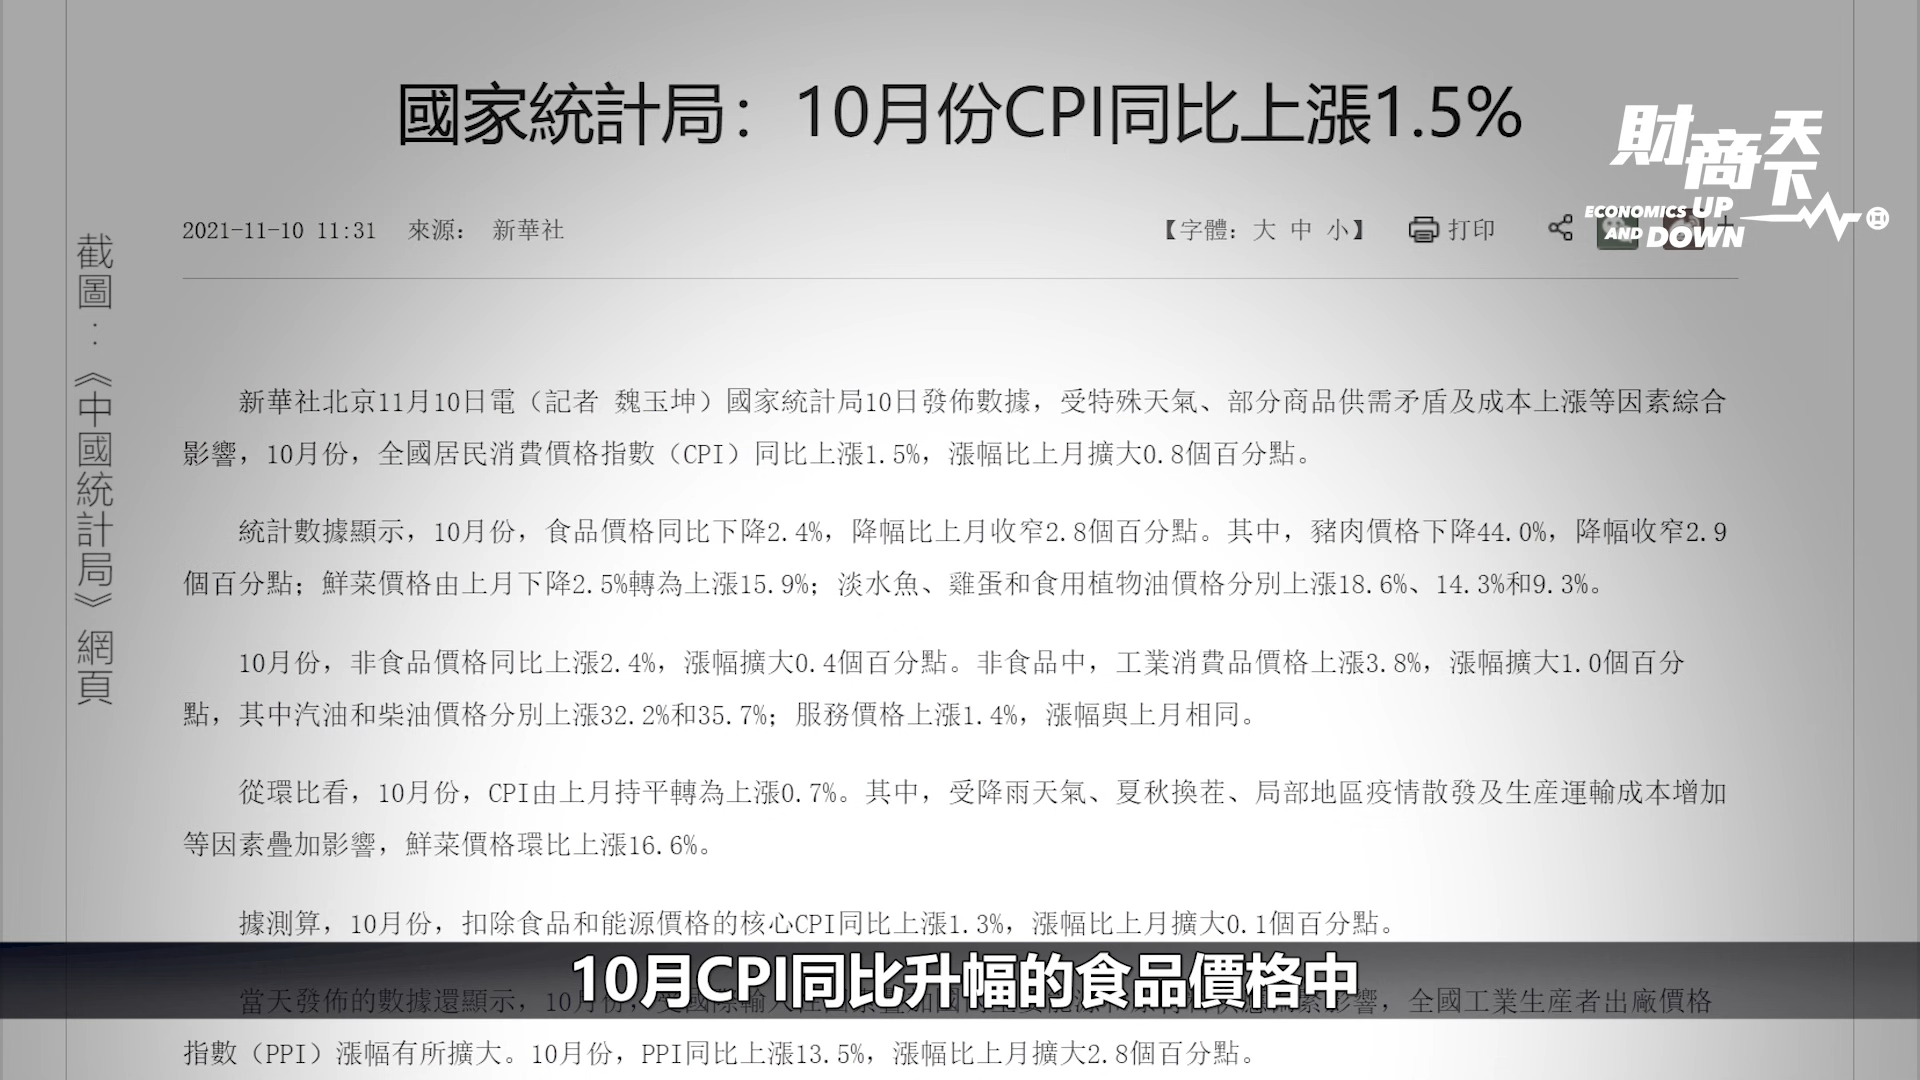 國家統計局：10月份CPI同比上漲1.5%
財商天下
ECONOMICS UP
AND DOWN
2021-11-10 11:31 來源： 新華社
【字體：大 中 小】 打印
截圖：《中國統計局》網頁
新華社北京11月10日電（記者 魏玉坤）國家統計局10日發佈數據，受特殊天氣、部分商品供需矛盾及成本上漲等因素綜合
影響，10月份，全國居民消費價格指數（CPI）同比上漲1.5%，漲幅比上月擴大0.8個百分點。
統計數據顯示，10月份，食品價格同比下降2.4%，降幅比上月收窄2.8個百分點。其中，豬肉價格下降44.0%，降幅收窄2.9
個百分點；鮮菜價格由上月下降2.5%轉為上漲15.9%；淡水魚、雞蛋和食用植物油價格分別上漲18.6%、14.3%和9.3%。
10月份，非食品價格同比上漲2.4%，漲幅擴大0.4個百分點。非食品中，工業消費品價格上漲3.8%，漲幅擴大1.0個百分
點，其中汽油和柴油價格分別上漲32.2%和35.7%；服務價格上漲1.4%，漲幅與上月相同。
從環比看，10月份，CPI由上月持平轉為上漲0.7%。其中，受降雨天氣、夏秋換茬、局部地區疫情散發及生産運輸成本增加
等因素疊加影響，鮮菜價格環比上漲16.6%。
據測算，10月份，扣除食品和能源價格的核心CPI同比上漲1.3%，漲幅比上月擴大0.1個百分點。
10月CPI同比升幅的食品價格中
當天發佈的數據還顯示，10月 影響，全國工業生産者出廠價格
指數（PPI）漲幅有所擴大。10月份，PPI同比上漲13.5%，漲幅比上月擴大2.8個百分點。